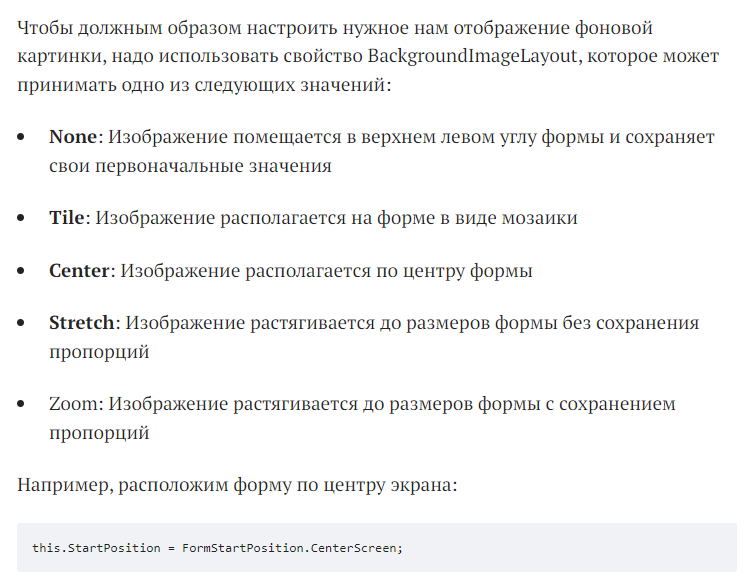 Чтобы должным образом настроить нужное нам отображение фоновой
картинки, надо использовать свойство BackgroundImageLayout, которое может
принимать одно из следующих значений:
• None: Изображение помещается в верхнем левом углу формы и сохраняет
свои первоначальные значения
• Tile: Изображение располагается на форме в виде мозаики
• Center: Изображение располагается по центру формы
• Stretch: Изображение растягивается до размеров формы без сохранения
пропорций
• Zoom: Изображение растягивается до размеров формы с сохранением
пропорций
Например, расположим форму по центру экрана:
this.StartPosition = FormStartPosition.CenterScreen;